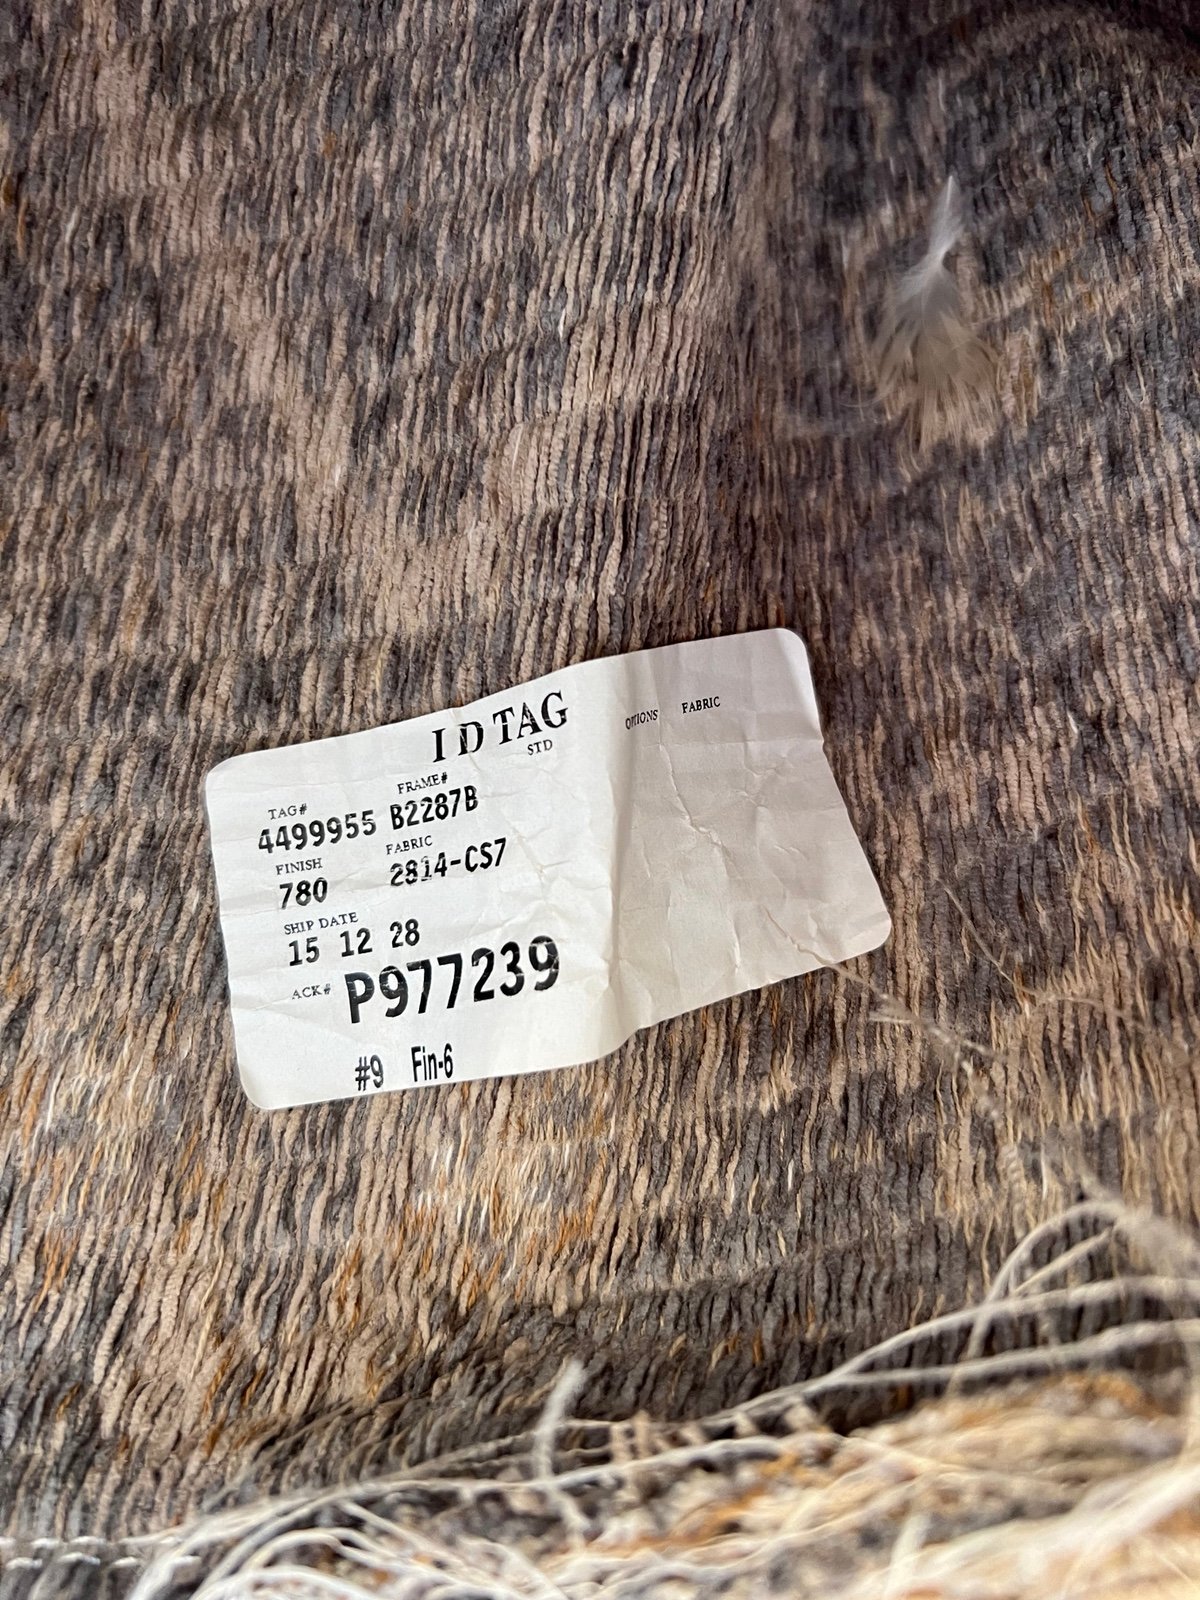 I D TAG
STD OPTIONS FABRIC
TAG# FRAME#
4499955 B2287B
FINISH FABRIC
780 2814-CS7
SHIP DATE
15 12 28
ACK# P977239
#9 Fin-6